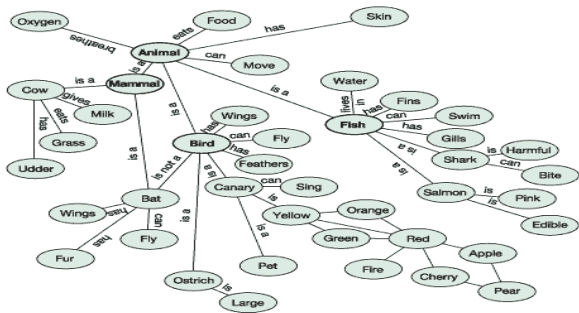 Oxygen
breathes
eats
Food
has
Skin
Animal
can
Move
is a
Mammal
is a
Cow
gives
Milk
eats
Grass
has
Udder
is a
is a
is a
Bird
has
Wings
can
Fly
has
Feathers
is not a
Bat
has
Wings
has
Fur
can
Fly
is a
Ostrich
is
Large
is a
Canary
can
Sing
is a
Pet
is
Yellow
Orange
Green
Red
Fire
Cherry
Apple
Pear
Fish
lives in
Water
has
Fins
can
Swim
has
Gills
is a
Shark
is
Harmful
can
Bite
is a
Salmon
is
Pink
is
Edible